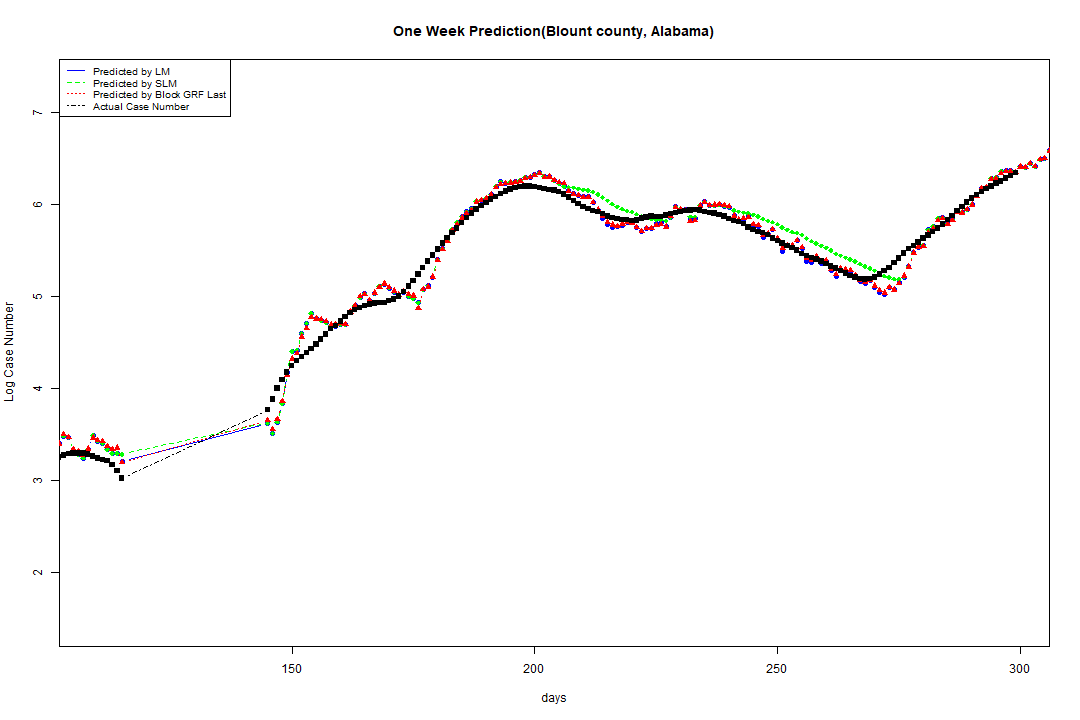 One Week Prediction(Blount county, Alabama)
Predicted by LM
Predicted by SLM
Predicted by Block GRF Last
Actual Case Number
7
6
5
4
3
2
Log Case Number
150 200 250 300
days